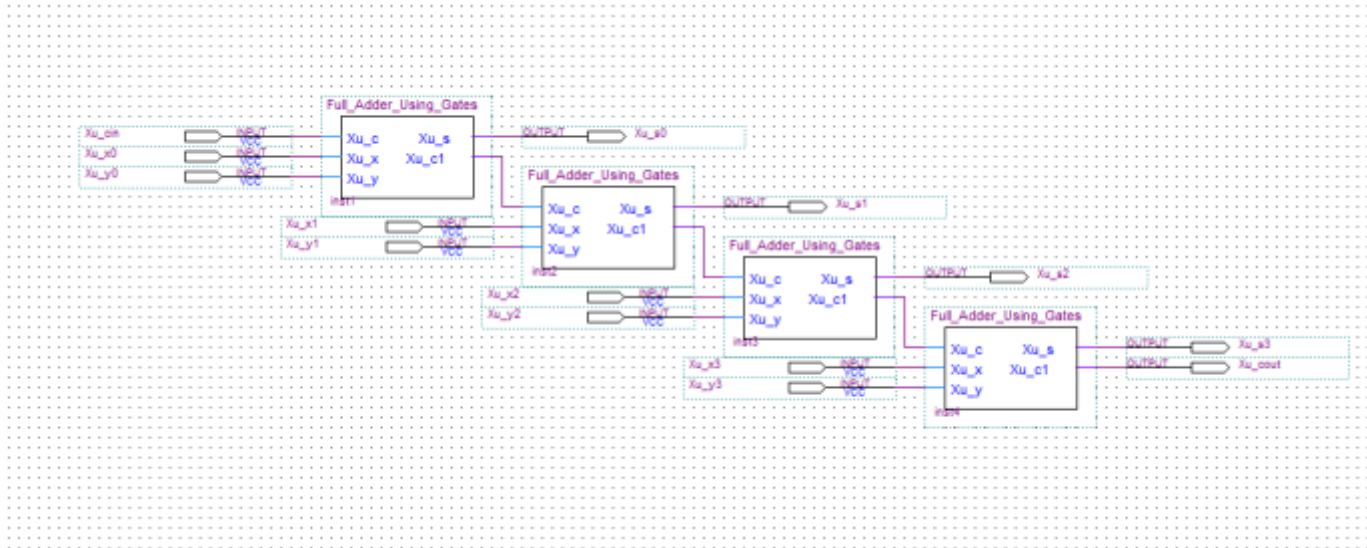 Full_Adder_Using_Gates
Xu_cin INPUT VCC Xu_c Xu_s OUTPUT Xu_s0
Xu_x0 INPUT VCC Xu_x Xu_c1
Xu_y0 INPUT VCC Xu_y
inst1
Full_Adder_Using_Gates
Xu_c Xu_s OUTPUT Xu_s1
Xu_x1 INPUT VCC Xu_x Xu_c1
Xu_y1 INPUT VCC Xu_y
inst2
Full_Adder_Using_Gates
Xu_c Xu_s OUTPUT Xu_s2
Xu_x2 INPUT VCC Xu_x Xu_c1
Xu_y2 INPUT VCC Xu_y
inst3
Full_Adder_Using_Gates
Xu_c Xu_s OUTPUT Xu_s3
Xu_x3 INPUT VCC Xu_x Xu_c1 OUTPUT Xu_cout
Xu_y3 INPUT VCC Xu_y
inst4